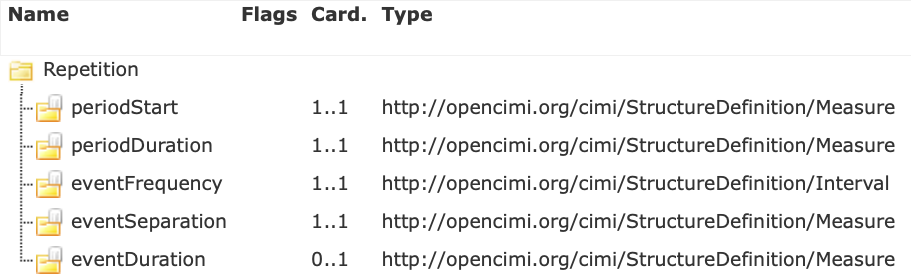 Name Flags Card. Type
Repetition
periodStart 1..1 http://opencimi.org/cimi/StructureDefinition/Measure
periodDuration 1..1 http://opencimi.org/cimi/StructureDefinition/Measure
eventFrequency 1..1 http://opencimi.org/cimi/StructureDefinition/Interval
eventSeparation 1..1 http://opencimi.org/cimi/StructureDefinition/Measure
eventDuration 0..1 http://opencimi.org/cimi/StructureDefinition/Measure